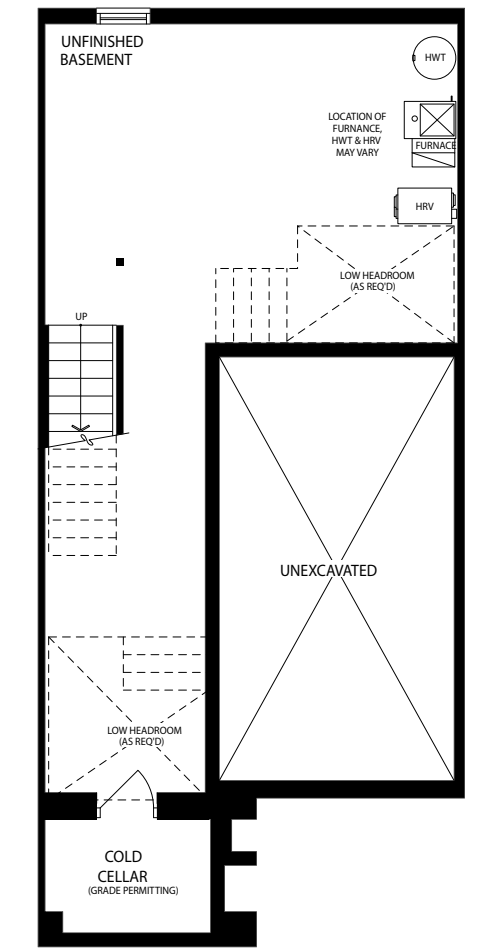 UNFINISHED
BASEMENT
HWT
LOCATION OF
FURNANCE,
HWT & HRV
MAY VARY
FURNACE
HRV
LOW HEADROOM
(AS REQ'D)
UP
UNEXCAVATED
LOW HEADROOM
(AS REQ'D)
COLD
CELLAR
(GRADE PERMITTING)